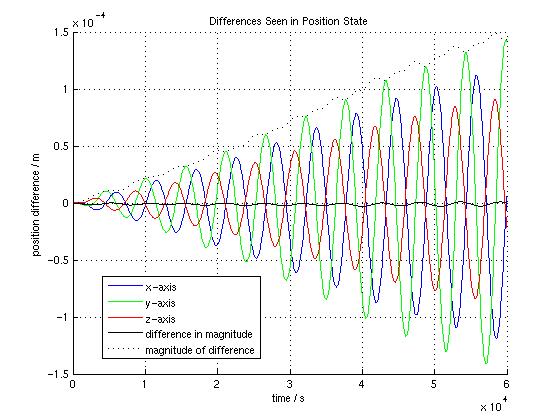 Differences Seen in Position State
x 10^-4
1.5
1
0.5
0
-0.5
-1
-1.5
position difference / m
x-axis
y-axis
z-axis
difference in magnitude
magnitude of difference
0 1 2 3 4 5 6
time / s
x 10^4